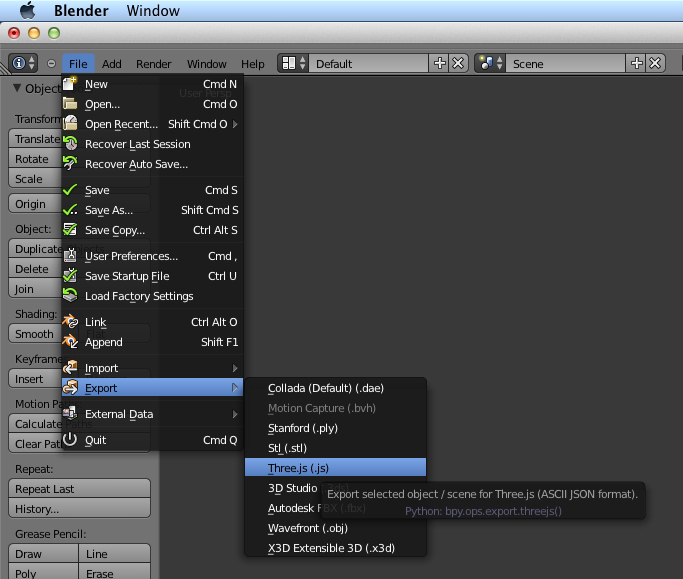 Blender Window
File Add Render Window Help Default Scene
Object
User Persp
New Cmd N
Open... Cmd O
Open Recent... Shift Cmd O
Recover Last Session
Recover Auto Save...
Save Cmd S
Save As... Shift Cmd S
Save Copy... Ctrl Alt S
User Preferences... Cmd ,
Save Startup File Ctrl U
Load Factory Settings
Link Ctrl Alt O
Append Shift F1
Import
Export
External Data
Quit Cmd Q
Transform
Translate
Rotate
Scale
Origin
Object:
Duplicate Objects
Delete
Join
Shading:
Smooth
Keyframe
Insert
Motion Pa
Calculate Paths
Clear Paths
Repeat:
Repeat Last
History...
Grease Pencil:
Draw Line
Poly Erase
Collada (Default) (.dae)
Motion Capture (.bvh)
Stanford (.ply)
Stl (.stl)
Three.js (.js)
3D Studio (.3ds)
Autodesk FBX (.fbx)
Wavefront (.obj)
X3D Extensible 3D (.x3d)
Export selected object / scene for Three.js (ASCII JSON format).
Python: bpy.ops.export.threejs()